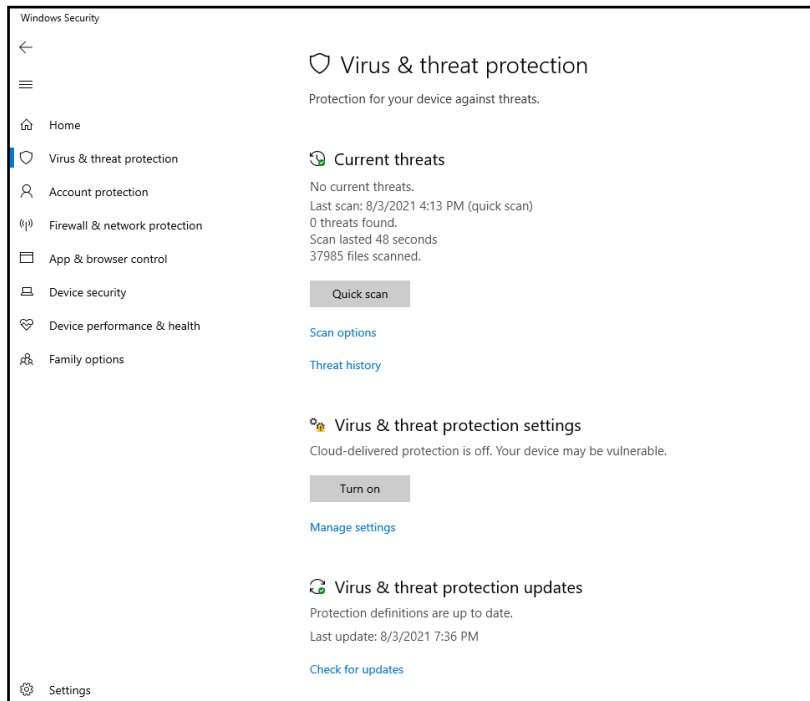 Windows Security
Home
Virus & threat protection
Account protection
Firewall & network protection
App & browser control
Device security
Device performance & health
Family options
Settings
Virus & threat protection
Protection for your device against threats.
Current threats
No current threats.
Last scan: 8/3/2021 4:13 PM (quick scan)
0 threats found.
Scan lasted 48 seconds
37985 files scanned.
Quick scan
Scan options
Threat history
Virus & threat protection settings
Cloud-delivered protection is off. Your device may be vulnerable.
Turn on
Manage settings
Virus & threat protection updates
Protection definitions are up to date.
Last update: 8/3/2021 7:36 PM
Check for updates